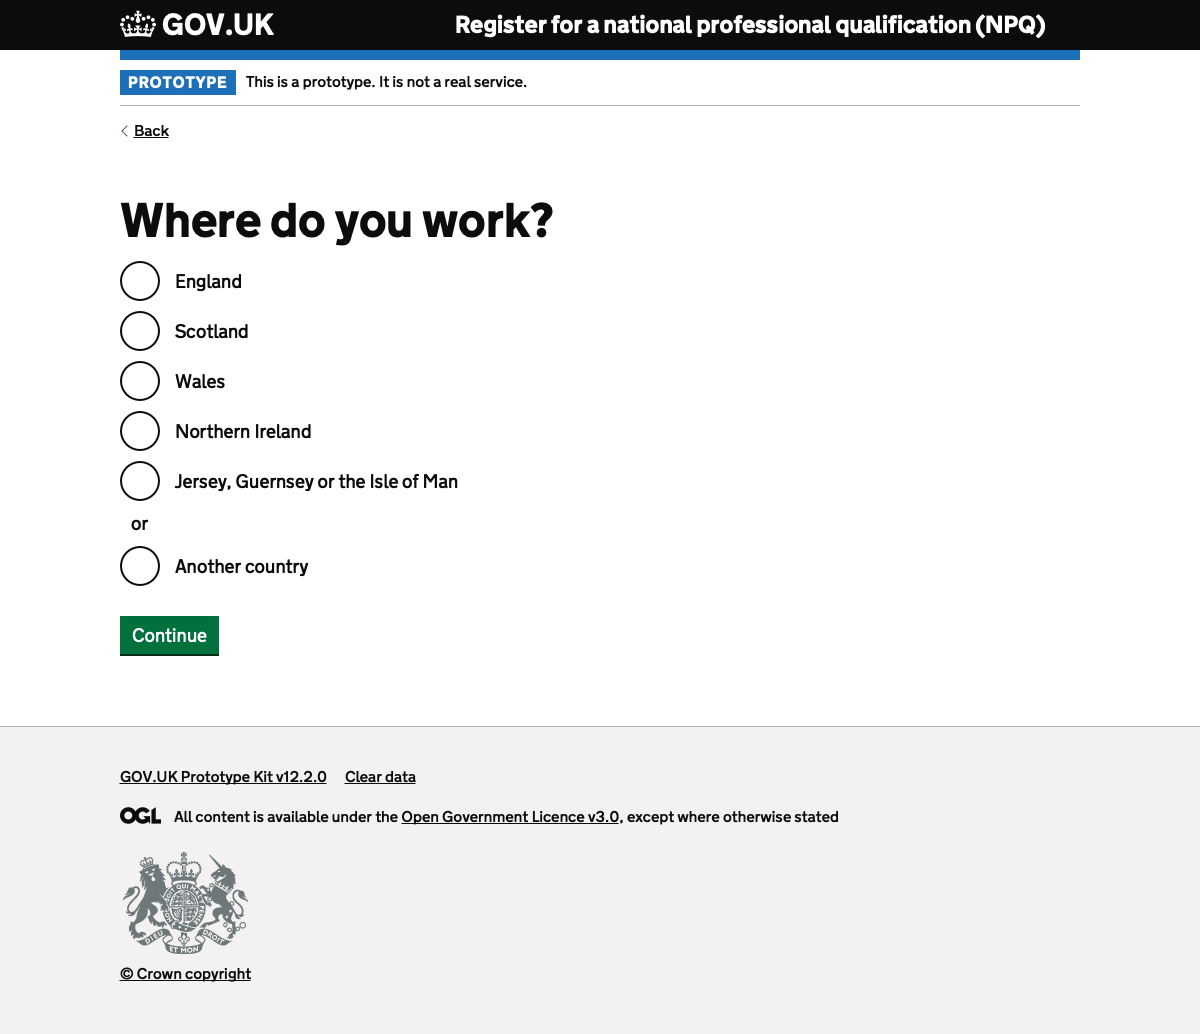 GOV.UK Register for a national professional qualification (NPQ)
PROTOTYPE This is a prototype. It is not a real service.
Back
Where do you work?
England
Scotland
Wales
Northern Ireland
Jersey, Guernsey or the Isle of Man
or
Another country
Continue
GOV.UK Prototype Kit v12.2.0 Clear data
OGL All content is available under the Open Government Licence v3.0, except where otherwise stated
DIEU ET MON DROIT
© Crown copyright